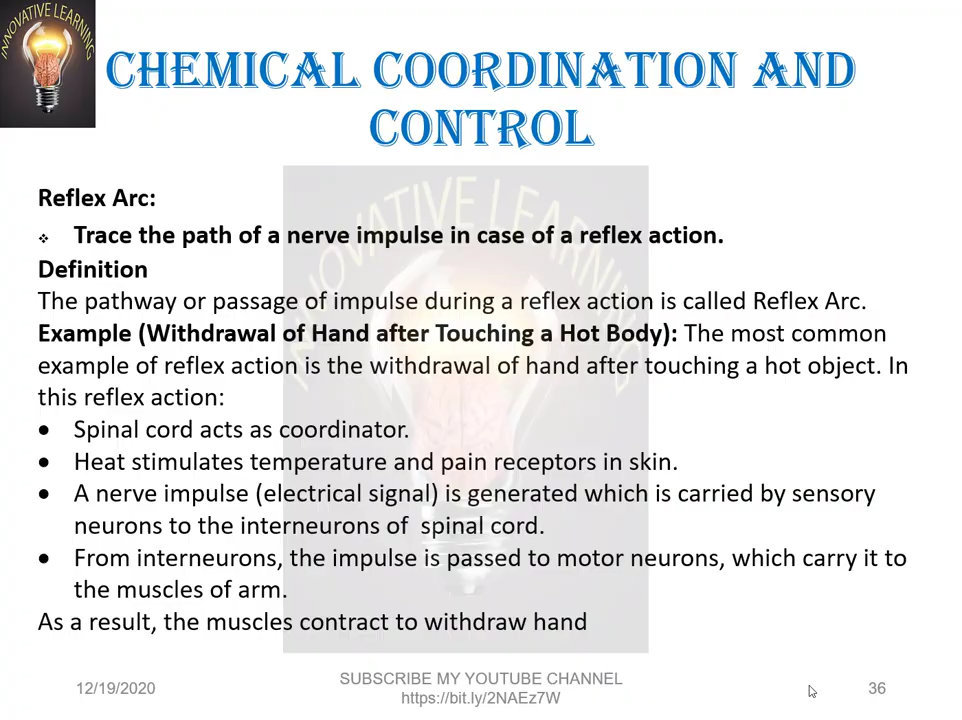 INNOVATIVE LEARNING
CHEMICAL COORDINATION AND
CONTROL
INNOVATIVE LEARNING
Reflex Arc:
❖ Trace the path of a nerve impulse in case of a reflex action.
Definition
The pathway or passage of impulse during a reflex action is called Reflex Arc.
Example (Withdrawal of Hand after Touching a Hot Body): The most common
example of reflex action is the withdrawal of hand after touching a hot object. In
this reflex action:
• Spinal cord acts as coordinator.
• Heat stimulates temperature and pain receptors in skin.
• A nerve impulse (electrical signal) is generated which is carried by sensory
neurons to the interneurons of spinal cord.
• From interneurons, the impulse is passed to motor neurons, which carry it to
the muscles of arm.
As a result, the muscles contract to withdraw hand
12/19/2020
SUBSCRIBE MY YOUTUBE CHANNEL
https://bit.ly/2NAEz7W
36